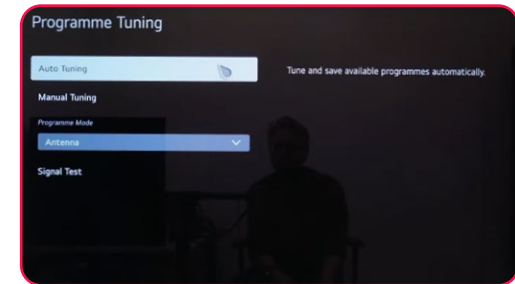 Programme Tuning
Auto Tuning
Tune and save available programmes automatically.
Manual Tuning
Programme Mode
Antenna
Signal Test